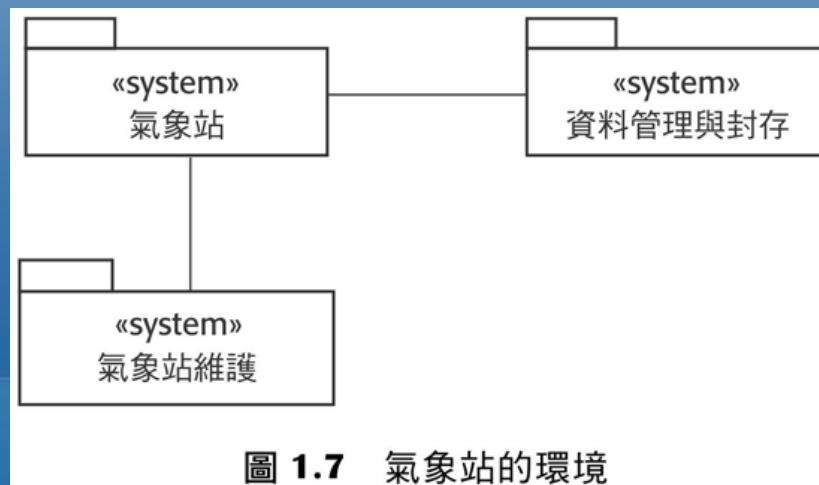 «system»
氣象站
«system»
資料管理與封存
«system»
氣象站維護
圖 1.7 氣象站的環境